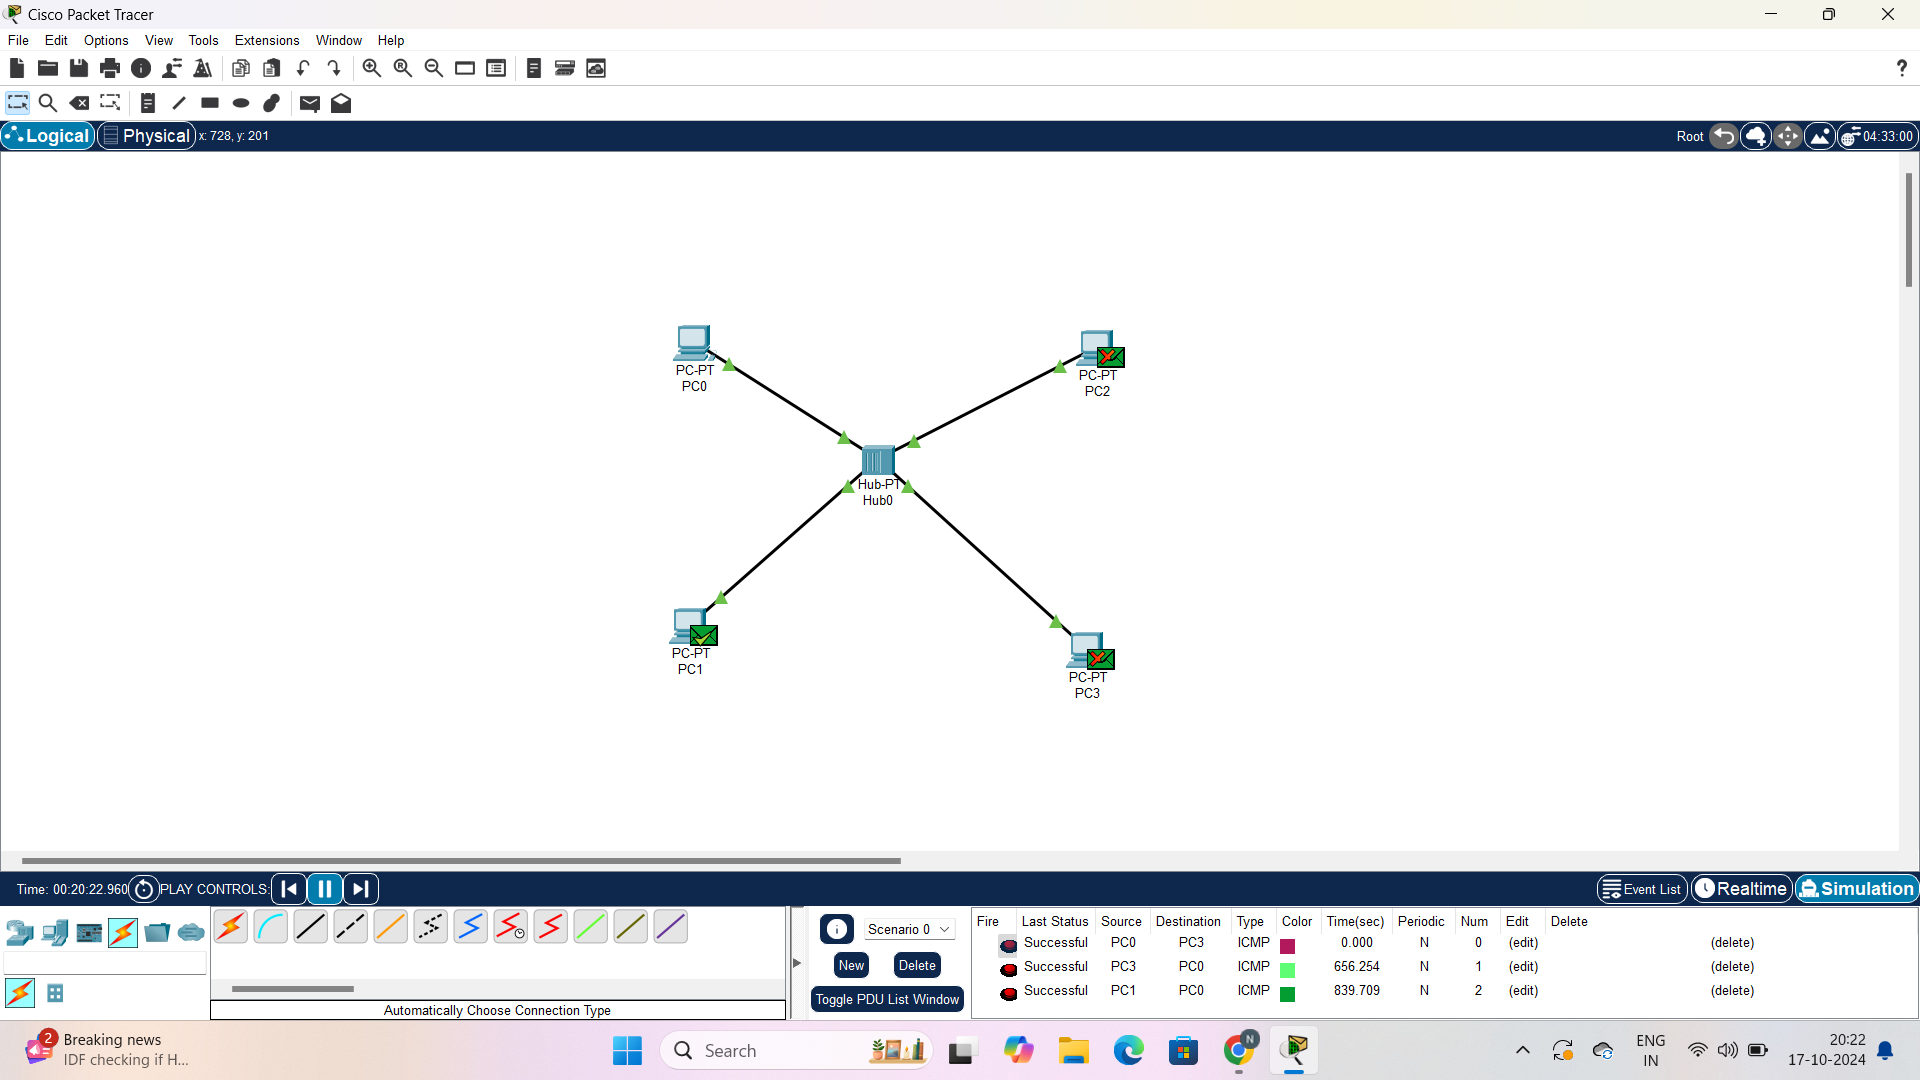 Cisco Packet Tracer
File Edit Options View Tools Extensions Window Help
Logical Physical x: 728, y: 201 Root 04:33:00
PC-PT
PC0
PC-PT
PC2
Hub-PT
Hub0
PC-PT
PC1
PC-PT
PC3
Time: 00:20:22.960 PLAY CONTROLS: Event List Realtime Simulation
Scenario 0
New Delete
Toggle PDU List Window
Automatically Choose Connection Type
Fire Last Status Source Destination Type Color Time(sec) Periodic Num Edit Delete
Successful PC0 PC3 ICMP 0.000 N 0 (edit) (delete)
Successful PC3 PC0 ICMP 656.254 N 1 (edit) (delete)
Successful PC1 PC0 ICMP 839.709 N 2 (edit) (delete)
2
Breaking news
IDF checking if H...
Search
N
ENG
IN
20:22
17-10-2024